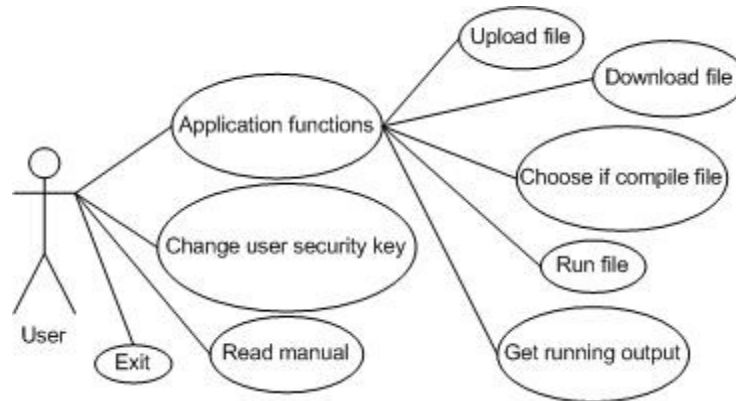 Upload file
Download file
Application functions
Choose if compile file
Change user security key
Run file
User
Exit
Read manual
Get running output